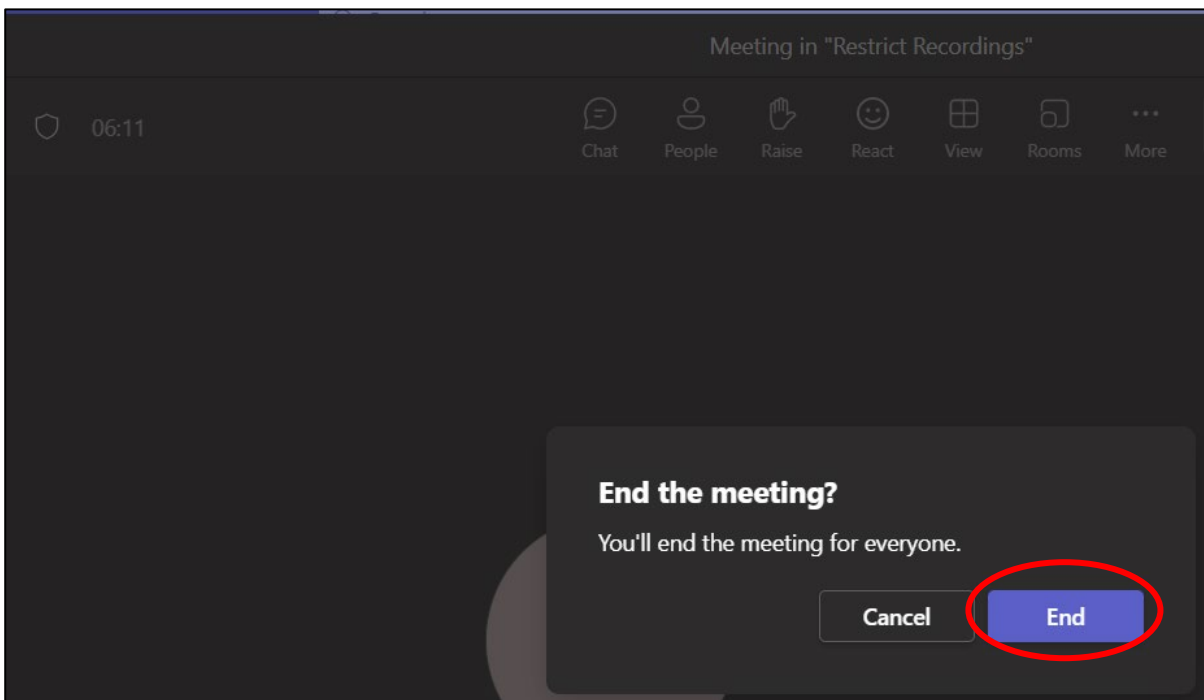 Meeting in "Restrict Recordings"
06:11
Chat People Raise React View Rooms More
End the meeting?
You'll end the meeting for everyone.
Cancel End